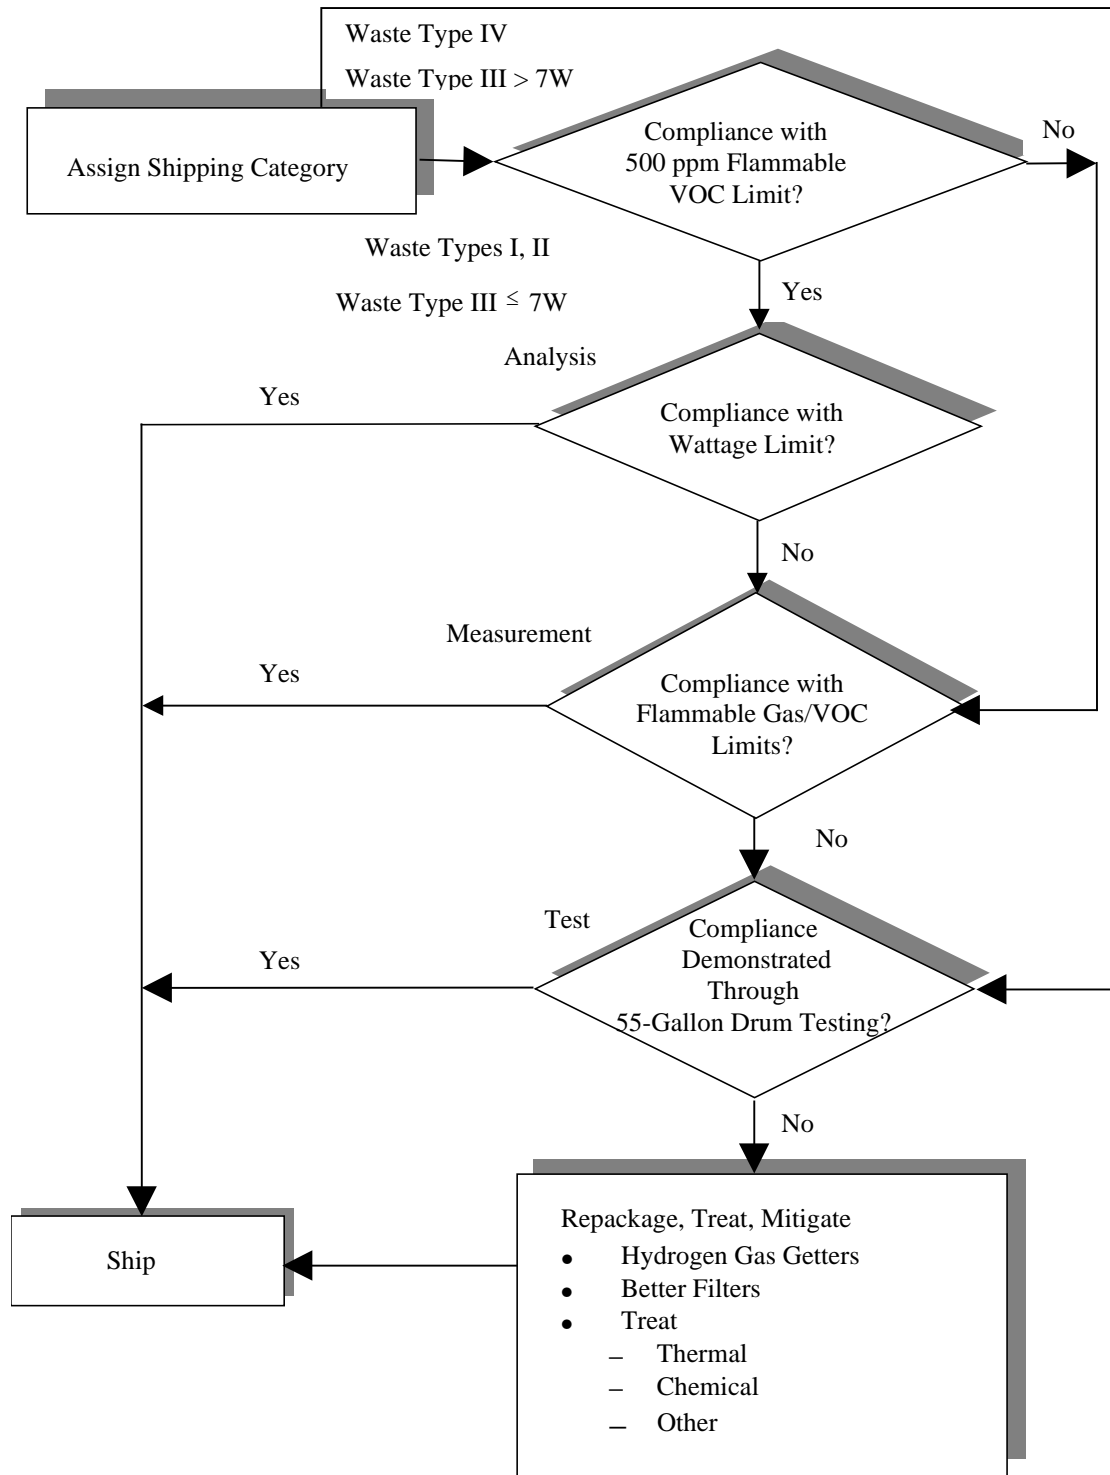 Waste Type IV
Waste Type III > 7W
Assign Shipping Category
Compliance with
500 ppm Flammable
VOC Limit?
No
Waste Types I, II
Waste Type III ≤ 7W
Yes
Analysis
Yes
Compliance with
Wattage Limit?
No
Measurement
Yes
Compliance with
Flammable Gas/VOC
Limits?
No
Test
Yes
Compliance
Demonstrated
Through
55-Gallon Drum Testing?
No
Repackage, Treat, Mitigate
● Hydrogen Gas Getters
● Better Filters
● Treat
– Thermal
– Chemical
– Other
Ship